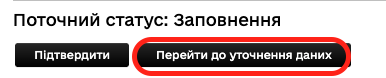 Поточний статус: Заповнення
Підтвердити Перейти до уточнення даних